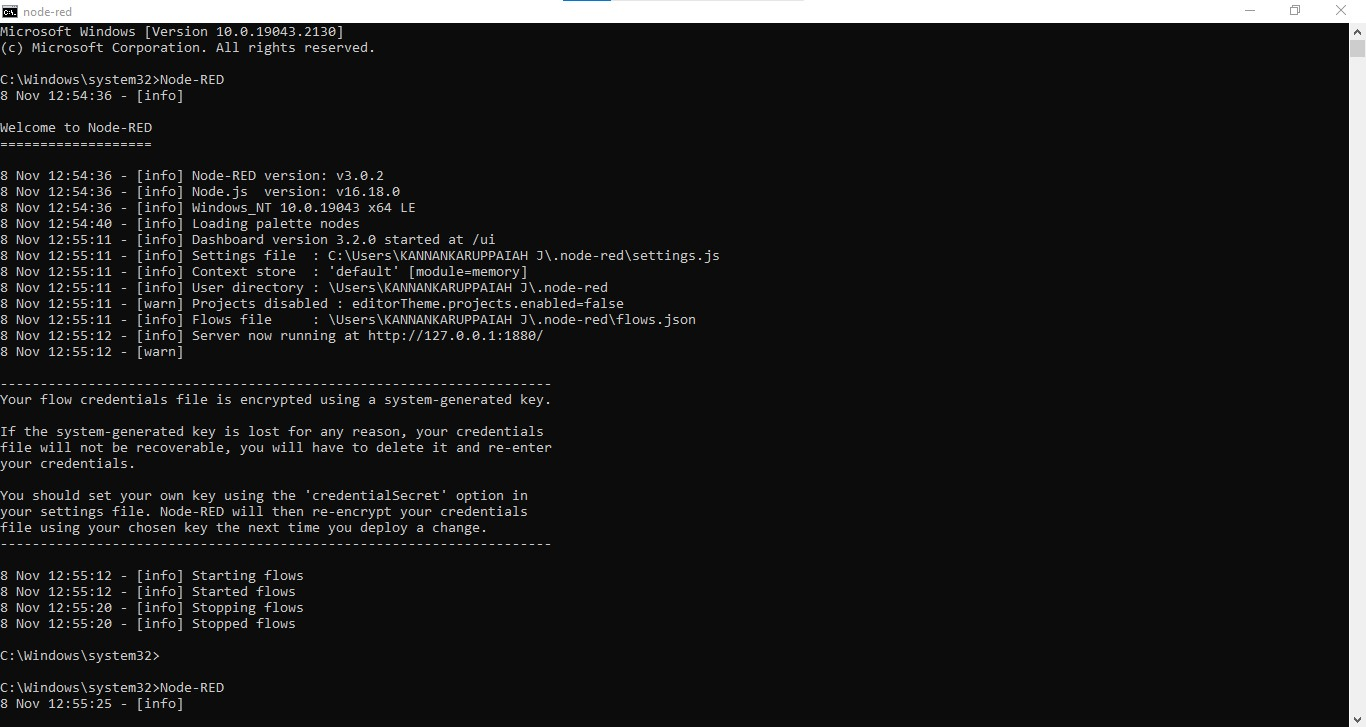 node-red
Microsoft Windows [Version 10.0.19043.2130]
(c) Microsoft Corporation. All rights reserved.
C:\Windows\system32>Node-RED
8 Nov 12:54:36 - [info]
Welcome to Node-RED
===================
8 Nov 12:54:36 - [info] Node-RED version: v3.0.2
8 Nov 12:54:36 - [info] Node.js  version: v16.18.0
8 Nov 12:54:36 - [info] Windows_NT 10.0.19043 x64 LE
8 Nov 12:54:40 - [info] Loading palette nodes
8 Nov 12:55:11 - [info] Dashboard version 3.2.0 started at /ui
8 Nov 12:55:11 - [info] Settings file  : C:\Users\KANNANKARUPPAIAH J\.node-red\settings.js
8 Nov 12:55:11 - [info] Context store  : 'default' [module=memory]
8 Nov 12:55:11 - [info] User directory : \Users\KANNANKARUPPAIAH J\.node-red
8 Nov 12:55:11 - [warn] Projects disabled : editorTheme.projects.enabled=false
8 Nov 12:55:11 - [info] Flows file     : \Users\KANNANKARUPPAIAH J\.node-red\flows.json
8 Nov 12:55:12 - [info] Server now running at http://127.0.0.1:1880/
8 Nov 12:55:12 - [warn]
---------------------------------------------------------------------
Your flow credentials file is encrypted using a system-generated key.
If the system-generated key is lost for any reason, your credentials
file will not be recoverable, you will have to delete it and re-enter
your credentials.
You should set your own key using the 'credentialSecret' option in
your settings file. Node-RED will then re-encrypt your credentials
file using your chosen key the next time you deploy a change.
---------------------------------------------------------------------
8 Nov 12:55:12 - [info] Starting flows
8 Nov 12:55:12 - [info] Started flows
8 Nov 12:55:20 - [info] Stopping flows
8 Nov 12:55:20 - [info] Stopped flows
C:\Windows\system32>
C:\Windows\system32>Node-RED
8 Nov 12:55:25 - [info]